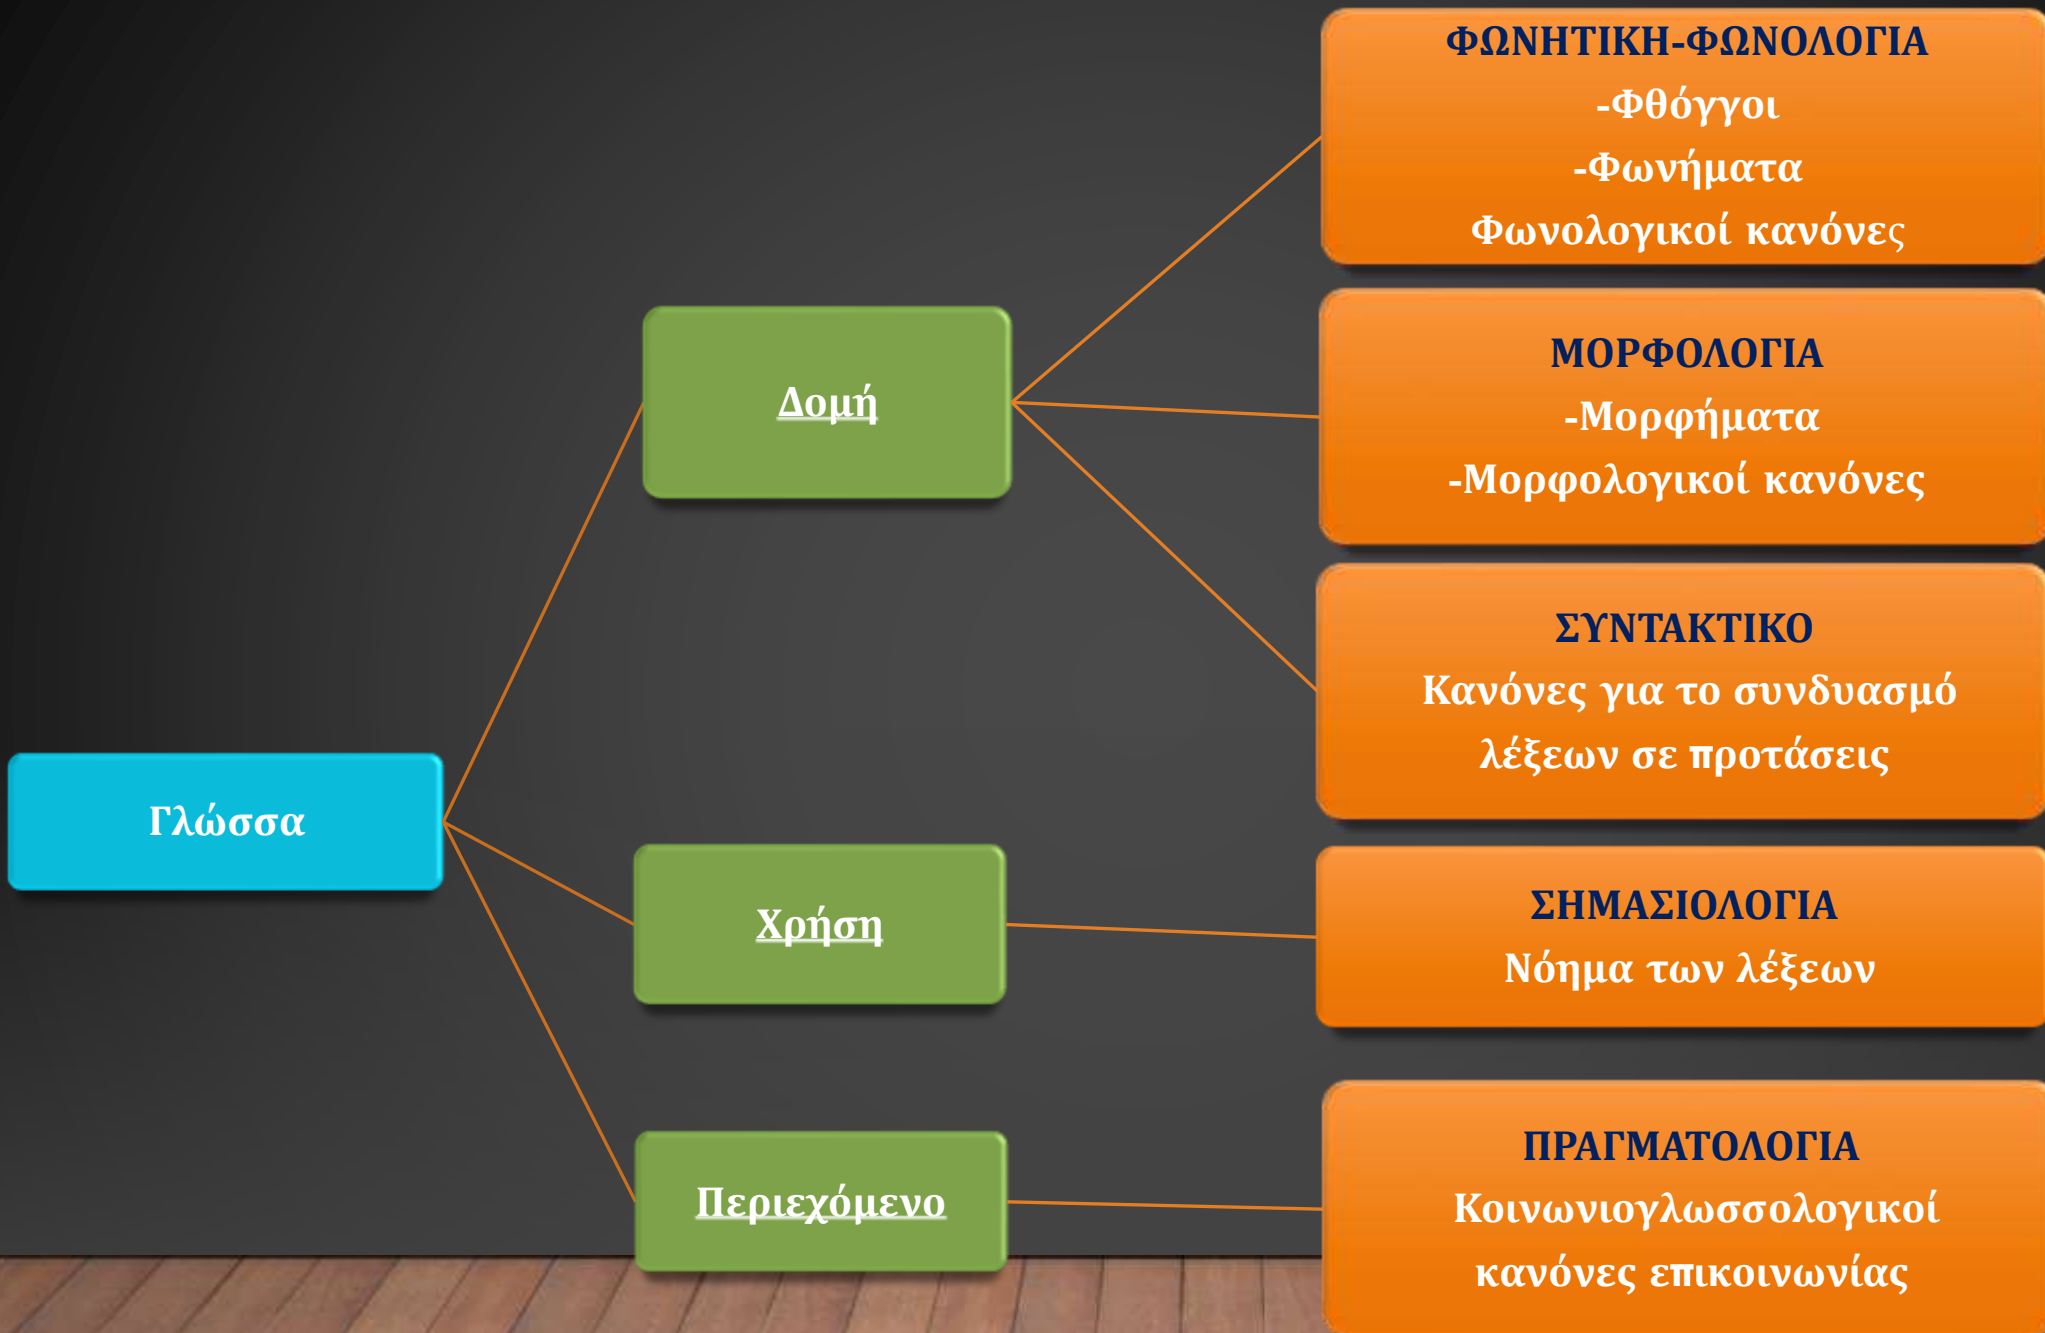 Γλώσσα
Δομή
ΦΩΝΗΤΙΚΗ-ΦΩΝΟΛΟΓΙΑ
-Φθόγγοι
-Φωνήματα
Φωνολογικοί κανόνες
ΜΟΡΦΟΛΟΓΙΑ
-Μορφήματα
-Μορφολογικοί κανόνες
ΣΥΝΤΑΚΤΙΚΟ
Κανόνες για το συνδυασμό
λέξεων σε προτάσεις
Χρήση
ΣΗΜΑΣΙΟΛΟΓΙΑ
Νόημα των λέξεων
Περιεχόμενο
ΠΡΑΓΜΑΤΟΛΟΓΙΑ
Κοινωνιογλωσσολογικοί
κανόνες επικοινωνίας